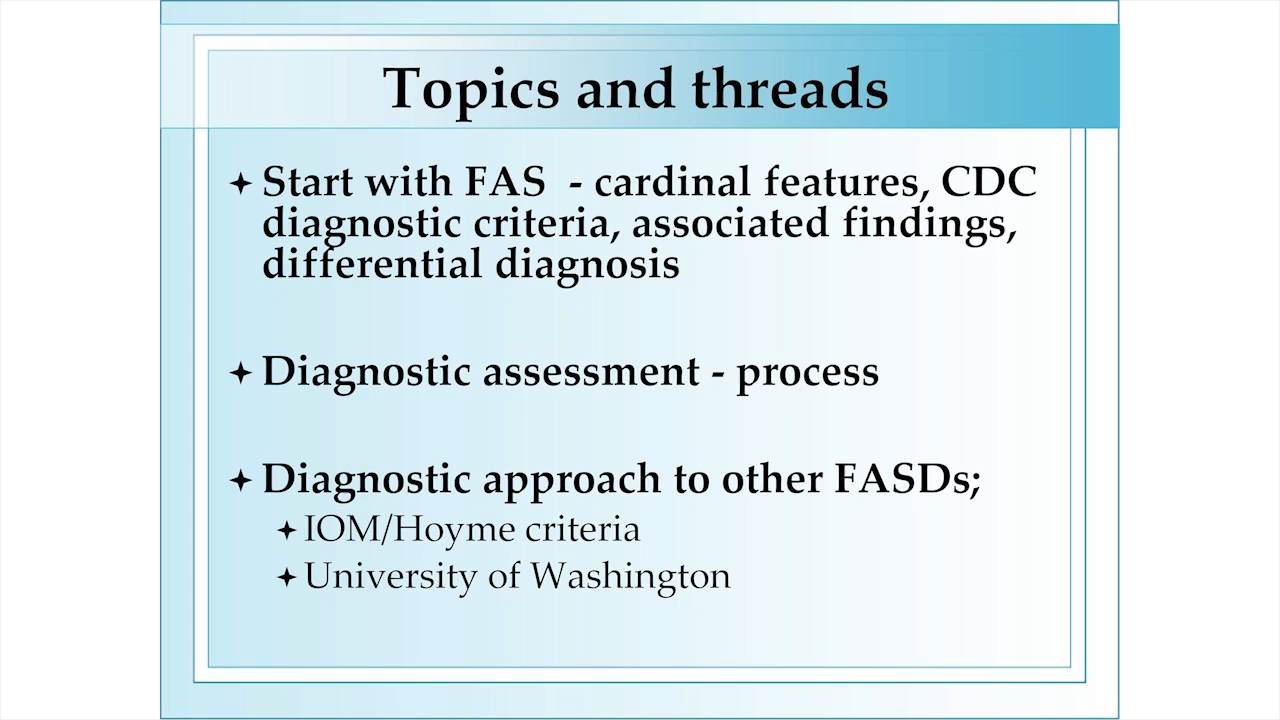 Topics and threads
Start with FAS - cardinal features, CDC
diagnostic criteria, associated findings,
differential diagnosis
Diagnostic assessment - process
Diagnostic approach to other FASDs;
IOM/Hoyme criteria
University of Washington